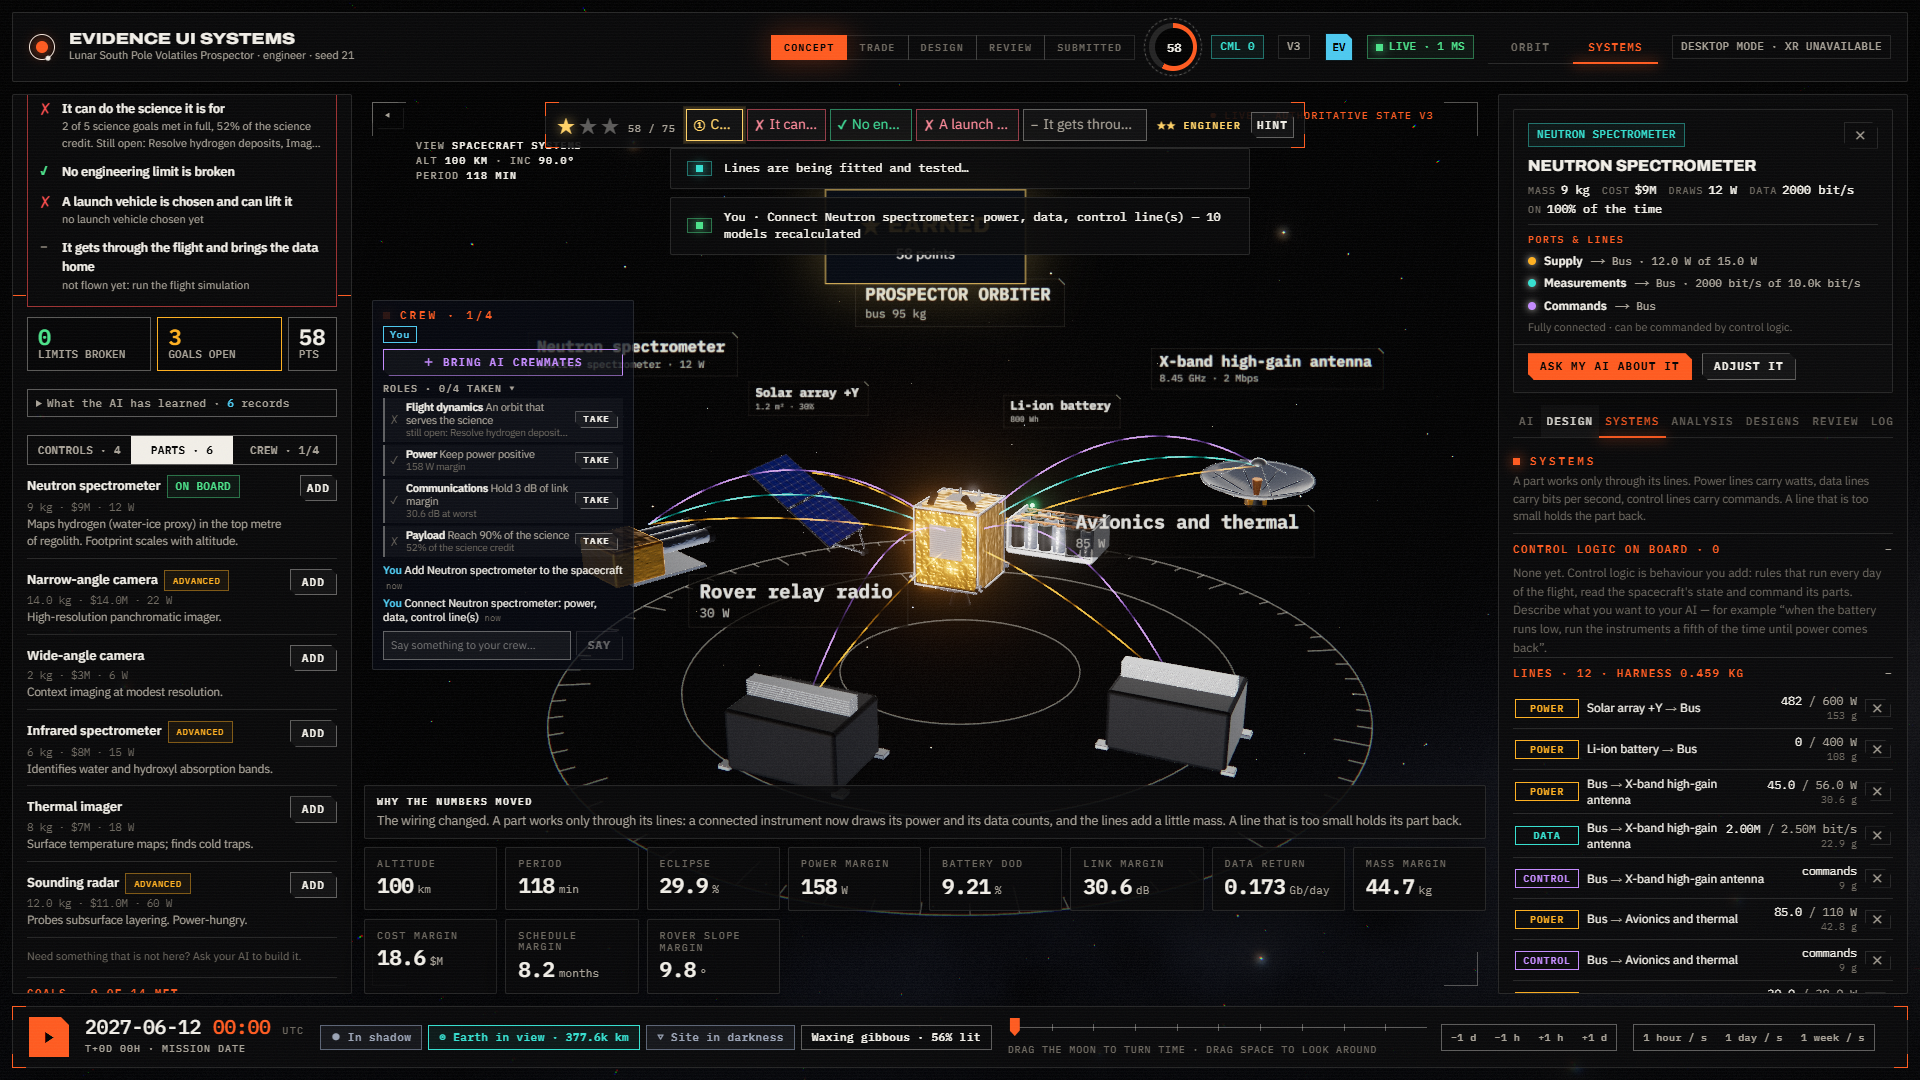 EVIDENCE UI SYSTEMS
Lunar South Pole Volatiles Prospector · engineer · seed 21
CONCEPT TRADE DESIGN REVIEW SUBMITTED
58
CML 0
V3
EV
LIVE · 1 MS
ORBIT
SYSTEMS
DESKTOP MODE · XR UNAVAILABLE
✗ It can do the science it is for
2 of 5 science goals met in full, 52% of the science
credit. Still open: Resolve hydrogen deposits, Imag...
✓ No engineering limit is broken
✗ A launch vehicle is chosen and can lift it
no launch vehicle chosen yet
– It gets through the flight and brings the data
home
not flown yet: run the flight simulation
0
LIMITS BROKEN
3
GOALS OPEN
58
PTS
▸ What the AI has learned · 6 records
CONTROLS · 4
PARTS · 6
CREW · 1/4
Neutron spectrometer ON BOARD ADD
9 kg · $9M · 12 W
Maps hydrogen (water-ice proxy) in the top metre
of regolith. Footprint scales with altitude.
Narrow-angle camera ADVANCED ADD
14.0 kg · $14.0M · 22 W
High-resolution panchromatic imager.
Wide-angle camera ADD
2 kg · $3M · 6 W
Context imaging at modest resolution.
Infrared spectrometer ADVANCED ADD
6 kg · $8M · 15 W
Identifies water and hydroxyl absorption bands.
Thermal imager ADD
8 kg · $7M · 18 W
Surface temperature maps; finds cold traps.
Sounding radar ADVANCED ADD
12.0 kg · $11.0M · 60 W
Probes subsurface layering. Power-hungry.
Need something that is not here? Ask your AI to build it.
VIEW SPACECRAFT SYSTEMS
ALT 100 KM · INC 90.0°
PERIOD 118 MIN
58 / 75
① C...
✗ It can...
✓ No en...
✗ A launch ...
– It gets throu...
★★ ENGINEER
HINT
ORITATIVE STATE V3
Lines are being fitted and tested…
You · Connect Neutron spectrometer: power, data, control line(s) — 10
models recalculated
★ EARNED
58 points
PROSPECTOR ORBITER
bus 95 kg
CREW · 1/4
You
+ BRING AI CREWMATES
ROLES · 0/4 TAKEN ▾
✗ Flight dynamics An orbit that
serves the science
still open: Resolve hydrogen deposit...
TAKE
✓ Power Keep power positive
158 W margin
TAKE
✓ Communications Hold 3 dB of link
margin
30.6 dB at worst
TAKE
✗ Payload Reach 90% of the science
52% of the science credit
TAKE
You Add Neutron spectrometer to the spacecraft
now
You Connect Neutron spectrometer: power,
data, control line(s) now
Say something to your crew...
SAY
Neutron spectrometer
ometer · 12 W
Solar array +Y
1.2 m² · 30%
Li-ion battery
800 Wh
X-band high-gain antenna
8.45 GHz · 2 Mbps
Avionics and thermal
85 W
Rover relay radio
30 W
WHY THE NUMBERS MOVED
The wiring changed. A part works only through its lines: a connected instrument now draws its power and its data counts, and the lines add a little mass. A line that is too small holds its part back.
ALTITUDE
100 km
PERIOD
118 min
ECLIPSE
29.9 %
POWER MARGIN
158 W
BATTERY DOD
9.21 %
LINK MARGIN
30.6 dB
DATA RETURN
0.173 Gb/day
MASS MARGIN
44.7 kg
COST MARGIN
18.6 $M
SCHEDULE
MARGIN
8.2 months
ROVER SLOPE
MARGIN
9.8 °
NEUTRON SPECTROMETER
NEUTRON SPECTROMETER
MASS 9 kg COST $9M DRAWS 12 W DATA 2000 bit/s
ON 100% of the time
PORTS & LINES
Supply → Bus · 12.0 W of 15.0 W
Measurements → Bus · 2000 bit/s of 10.0k bit/s
Commands → Bus
Fully connected · can be commanded by control logic.
ASK MY AI ABOUT IT
ADJUST IT
AI DESIGN SYSTEMS ANALYSIS DESIGNS REVIEW LOG
SYSTEMS
A part works only through its lines. Power lines carry watts, data lines
carry bits per second, control lines carry commands. A line that is too
small holds the part back.
CONTROL LOGIC ON BOARD · 0 –
None yet. Control logic is behaviour you add: rules that run every day
of the flight, read the spacecraft's state and command its parts.
Describe what you want to your AI — for example “when the battery
runs low, run the instruments a fifth of the time until power comes
back”.
LINES · 12 · HARNESS 0.459 KG –
POWER Solar array +Y → Bus 482 / 600 W
153 g
POWER Li-ion battery → Bus 0 / 400 W
108 g
POWER Bus → X-band high-gain
antenna
45.0 / 56.0 W
30.6 g
DATA Bus → X-band high-gain
antenna
2.00M / 2.50M bit/s
22.9 g
CONTROL Bus → X-band high-gain antenna commands
9 g
POWER Bus → Avionics and thermal 85.0 / 110 W
42.8 g
CONTROL Bus → Avionics and thermal commands
9 g
2027-06-12 00:00 UTC
T+0D 00H · MISSION DATE
In shadow
Earth in view · 377.6k km
Site in darkness
Waxing gibbous · 56% lit
DRAG THE MOON TO TURN TIME · DRAG SPACE TO LOOK AROUND
−1 d −1 h +1 h +1 d
1 hour / s 1 day / s 1 week / s